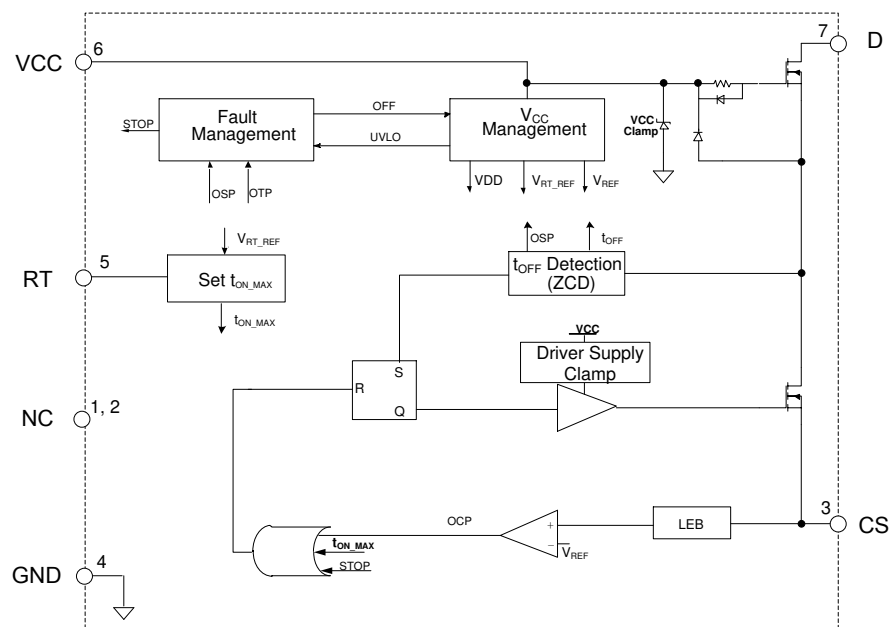 7
D
6
VCC
Fault
Management
OFF
UVLO
STOP
VCC
Management
VCC
Clamp
OSP
OTP
VDD
VRT_REF
VREF
VRT_REF
OSP
tOFF
5
RT
Set tON_MAX
tOFF Detection
(ZCD)
tON_MAX
VCC
Driver Supply
Clamp
S
R
Q
1, 2
NC
3
CS
OCP
+
−
VREF
LEB
tON_MAX
STOP
4
GND